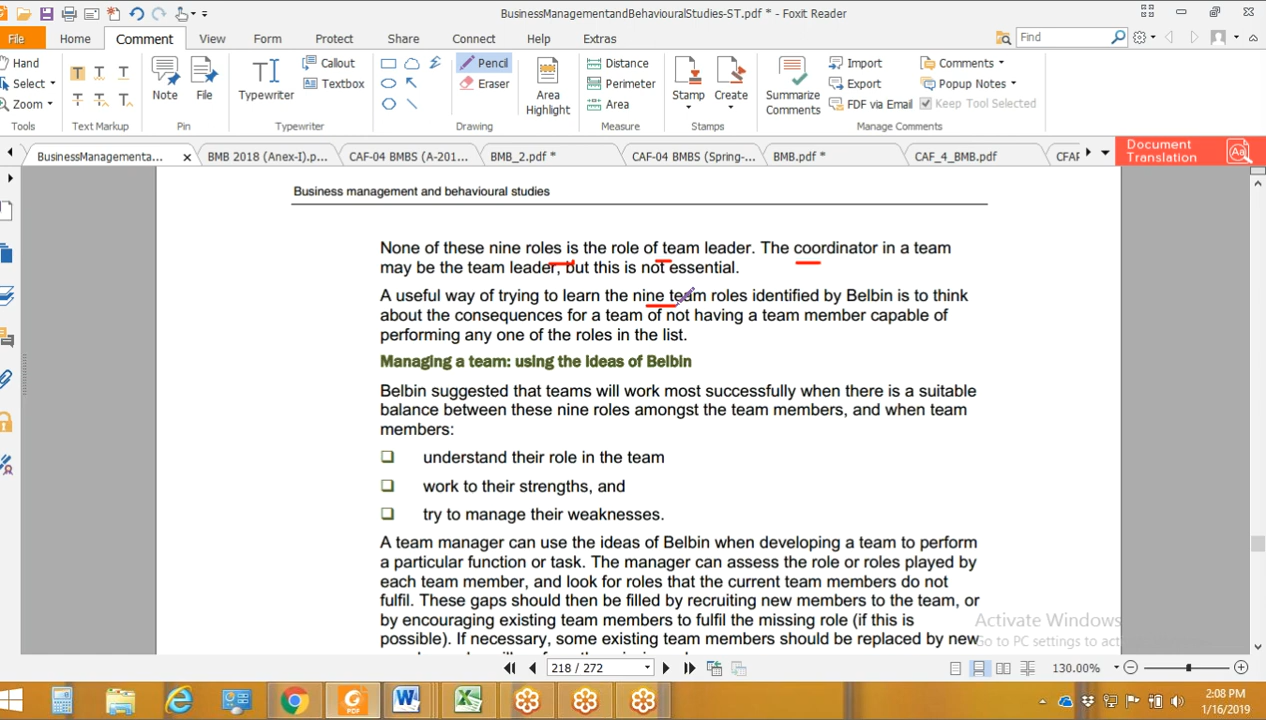 BusinessManagementandBehaviouralStudies-ST.pdf * - Foxit Reader
File Home Comment View Form Protect Share Connect Help Extras
Find
Hand
Select
Zoom
Tools
Text Markup
Note
File
Pin
Typewriter
Callout
Textbox
Typewriter
Pencil
Eraser
Drawing
Area
Highlight
Distance
Perimeter
Area
Measure
Stamp
Create
Stamps
Summarize
Comments
Import
Export
FDF via Email
Comments
Popup Notes
Keep Tool Selected
Manage Comments
BusinessManagementa... BMB 2018 (Anex-I).p... CAF-04 BMBS (A-201... BMB_2.pdf * CAF-04 BMBS (Spring-... BMB.pdf * CAF_4_BMB.pdf CFAF
Document
Translation
Business management and behavioural studies
None of these nine roles is the role of team leader. The coordinator in a team
may be the team leader, but this is not essential.
A useful way of trying to learn the nine team roles identified by Belbin is to think
about the consequences for a team of not having a team member capable of
performing any one of the roles in the list.
Managing a team: using the ideas of Belbin
Belbin suggested that teams will work most successfully when there is a suitable
balance between these nine roles amongst the team members, and when team
members:
understand their role in the team
work to their strengths, and
try to manage their weaknesses.
A team manager can use the ideas of Belbin when developing a team to perform
a particular function or task. The manager can assess the role or roles played by
each team member, and look for roles that the current team members do not
fulfil. These gaps should then be filled by recruiting new members to the team, or
by encouraging existing team members to fulfil the missing role (if this is
possible). If necessary, some existing team members should be replaced by new
Activate Windows
Go to PC settings to act
218 / 272
130.00%
2:08 PM
1/16/2019